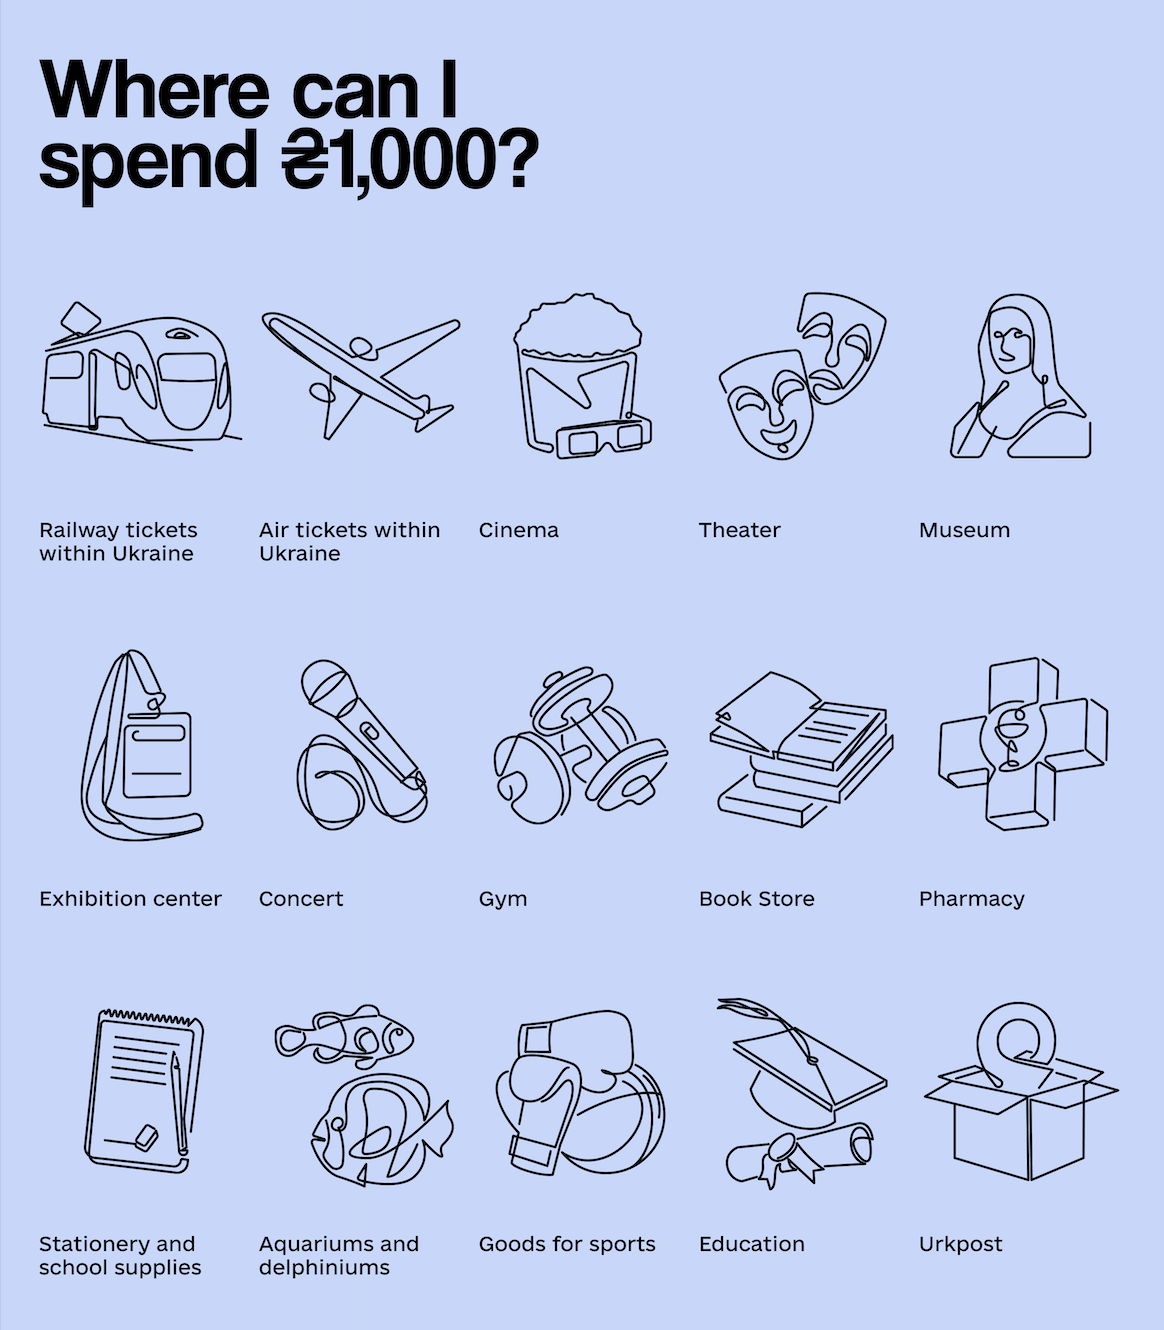 Where can I
spend ₴1,000?
Railway tickets
within Ukraine
Air tickets within
Ukraine
Cinema
Theater
Museum
Exhibition center
Concert
Gym
Book Store
Pharmacy
Stationery and
school supplies
Aquariums and
delphiniums
Goods for sports
Education
Urkpost